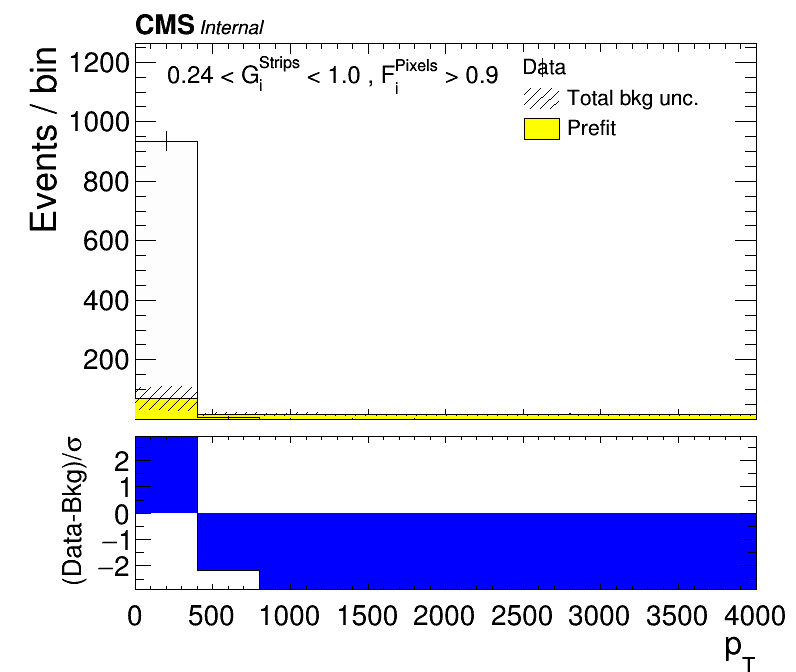 CMS Internal
Events / bin
1200
1000
800
600
400
200
0.24 < G_i^Strips < 1.0 , F_i^Pixels > 0.9
Data
Total bkg unc.
Prefit
(Data-Bkg)/σ
2
1
0
−1
−2
0 500 1000 1500 2000 2500 3000 3500 4000
p_T